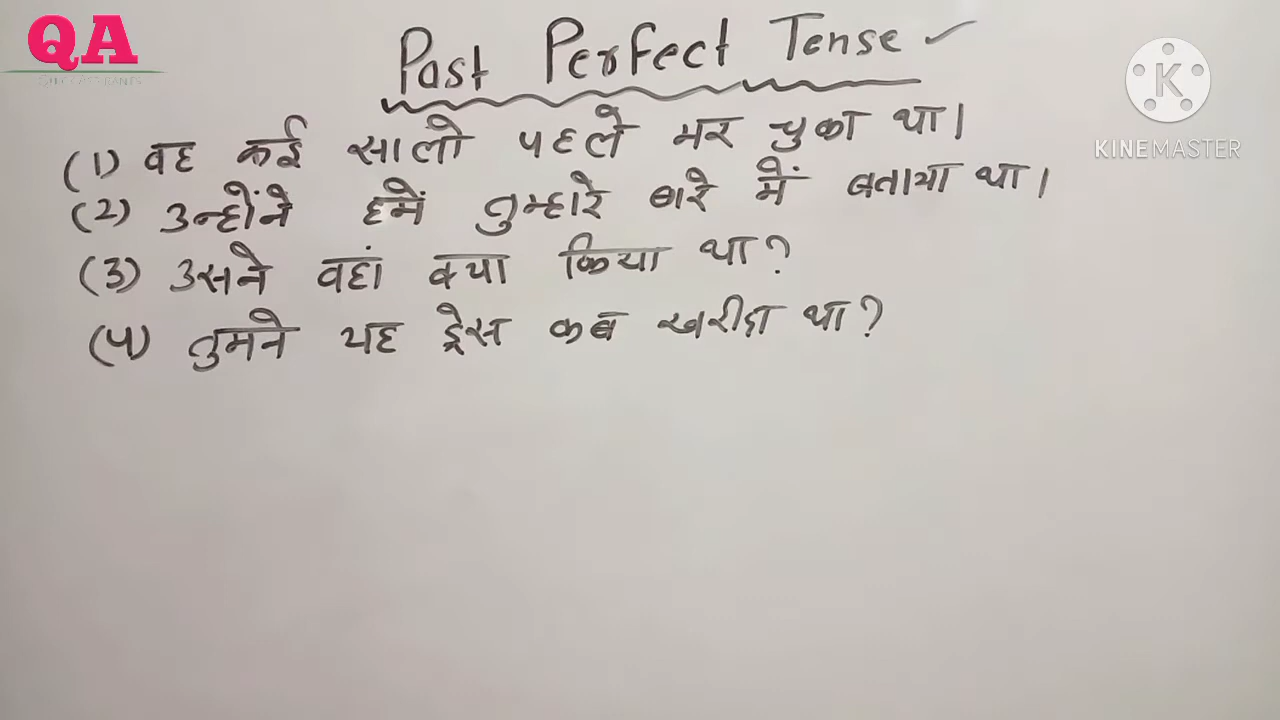 QA
Past Perfect Tense
K
KINEMASTER
(1) वह कई सालो पहले मर चुका था।
(2) उन्होंने हमें तुम्हारे बारे में बताया था।
(3) उसने वहां क्या किया था?
(4) तुमने यह ड्रेस कब खरीदा था?